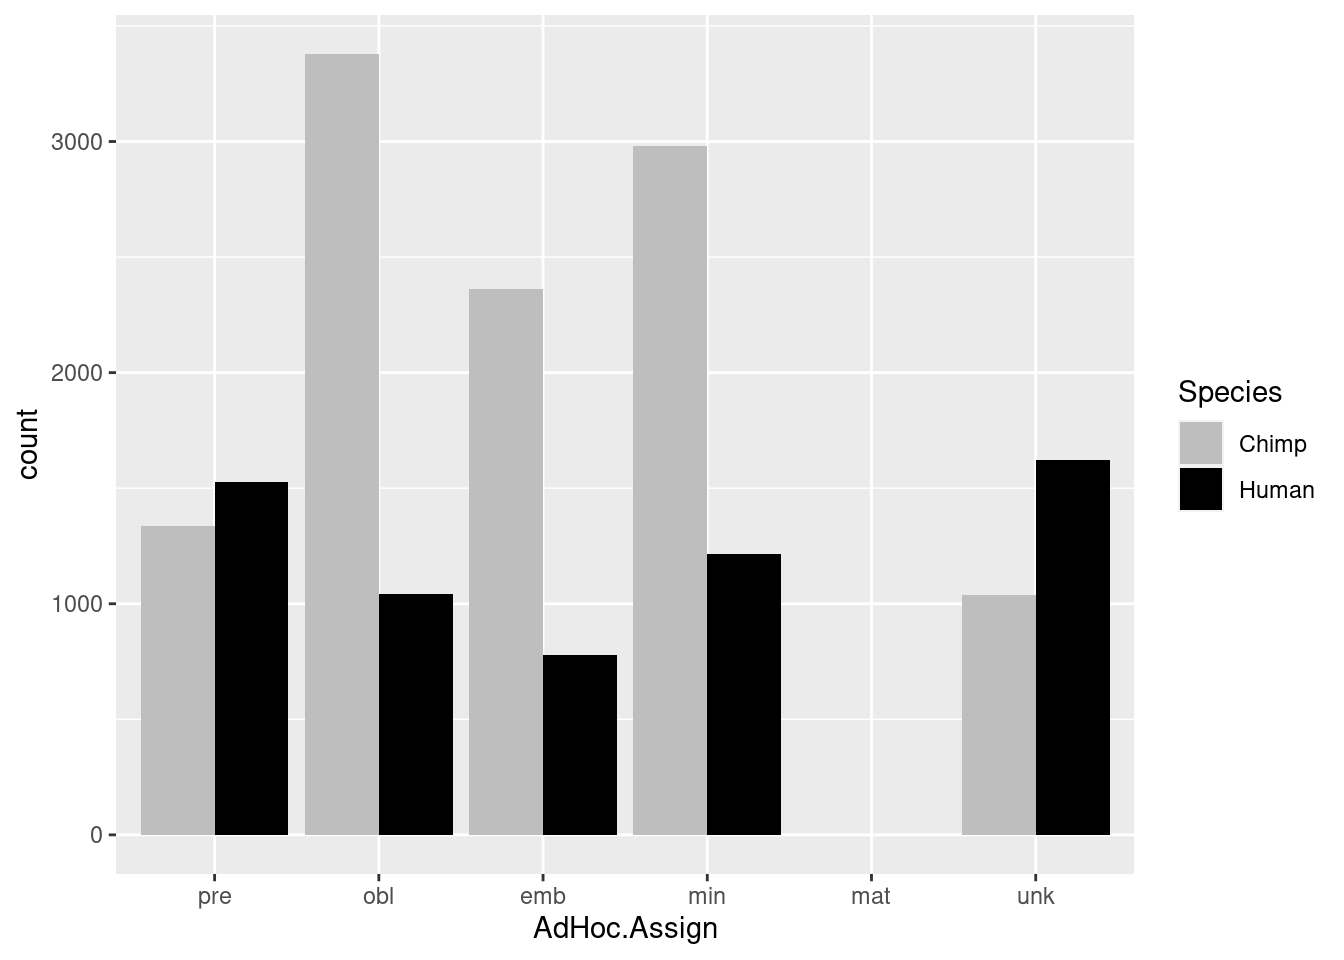 3000
2000
1000
0
count
pre obl emb min mat unk
AdHoc.Assign
Species
Chimp
Human